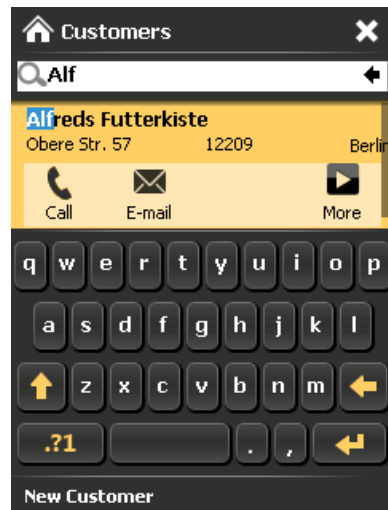 Customers
Alf
Alfreds Futterkiste
Obere Str. 57 12209 Berlin
Call E-mail More
q w e r t y u i o p
a s d f g h j k l
z x c v b n m
.?1 . ,
New Customer